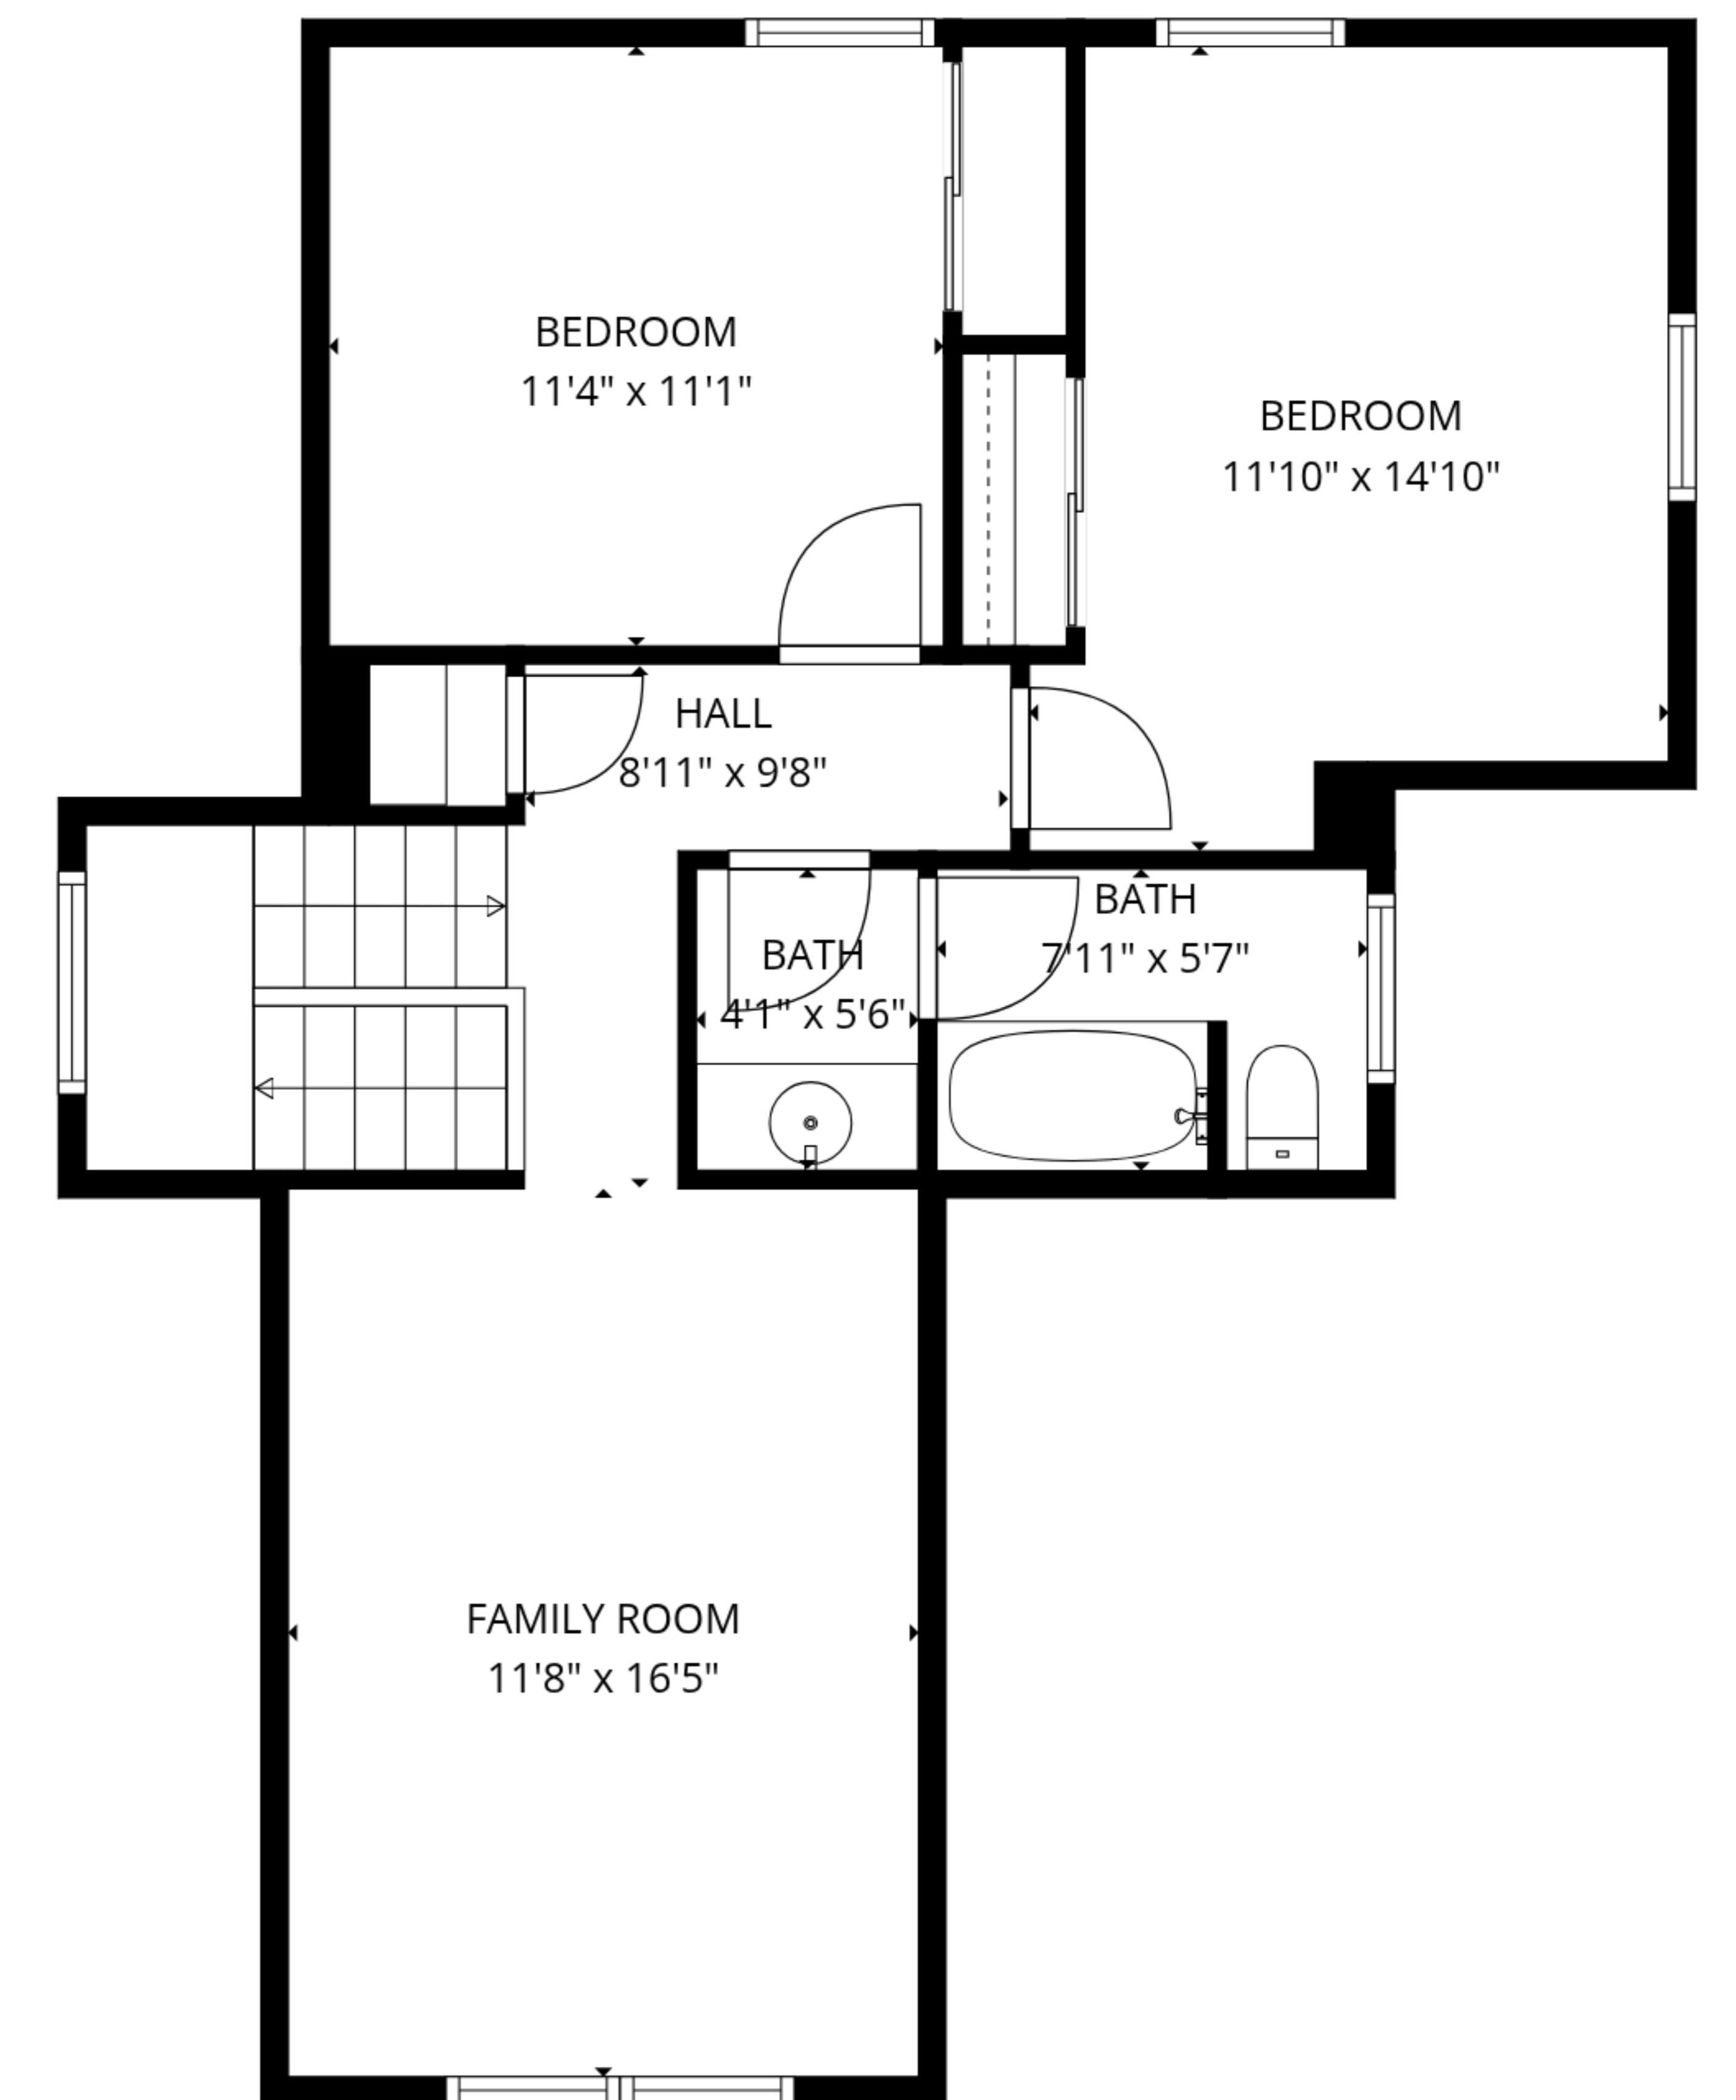 BEDROOM
11'4" x 11'1"
BEDROOM
11'10" x 14'10"
HALL
8'11" x 9'8"
BATH
7'11" x 5'7"
BATH
4'1" x 5'6"
FAMILY ROOM
11'8" x 16'5"